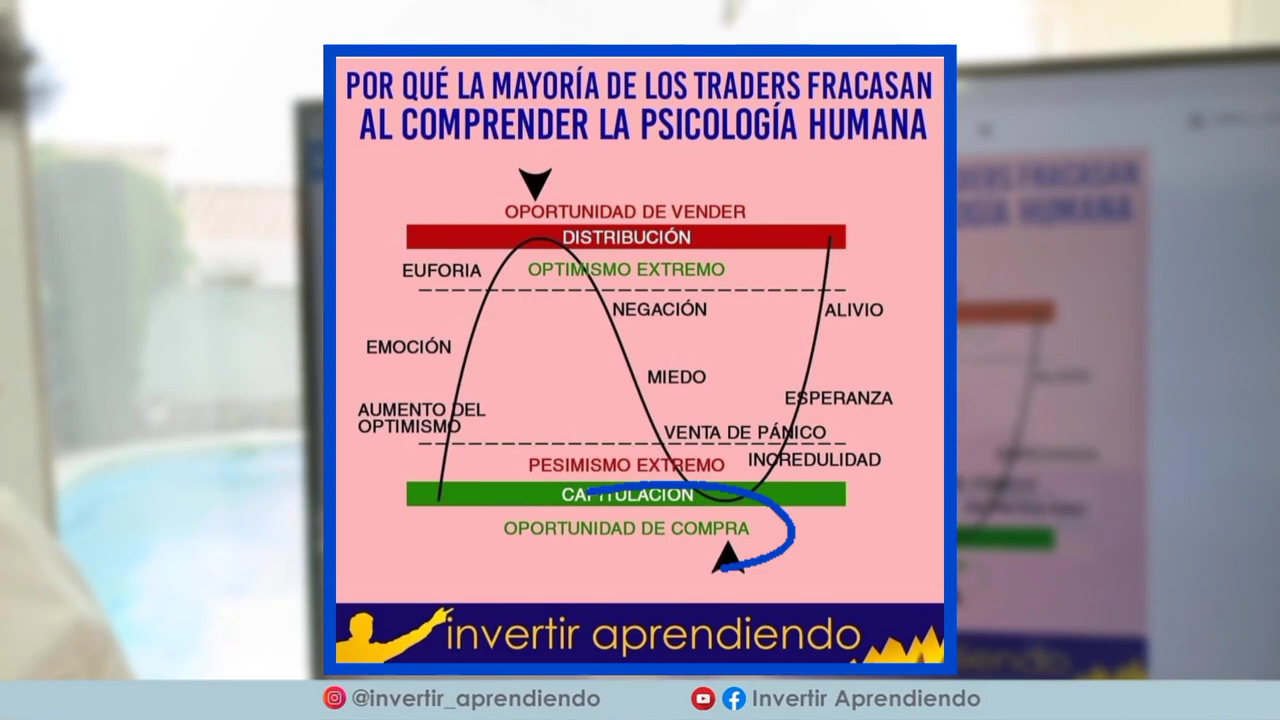 POR QUÉ LA MAYORÍA DE LOS TRADERS FRACASAN
AL COMPRENDER LA PSICOLOGÍA HUMANA
OPORTUNIDAD DE VENDER
DISTRIBUCIÓN
EUFORIA
OPTIMISMO EXTREMO
NEGACIÓN
ALIVIO
EMOCIÓN
MIEDO
ESPERANZA
AUMENTO DEL
OPTIMISMO
VENTA DE PÁNICO
PESIMISMO EXTREMO
INCREDULIDAD
CAPITULACIÓN
OPORTUNIDAD DE COMPRA
invertir aprendiendo
@invertir_aprendiendo
Invertir Aprendiendo